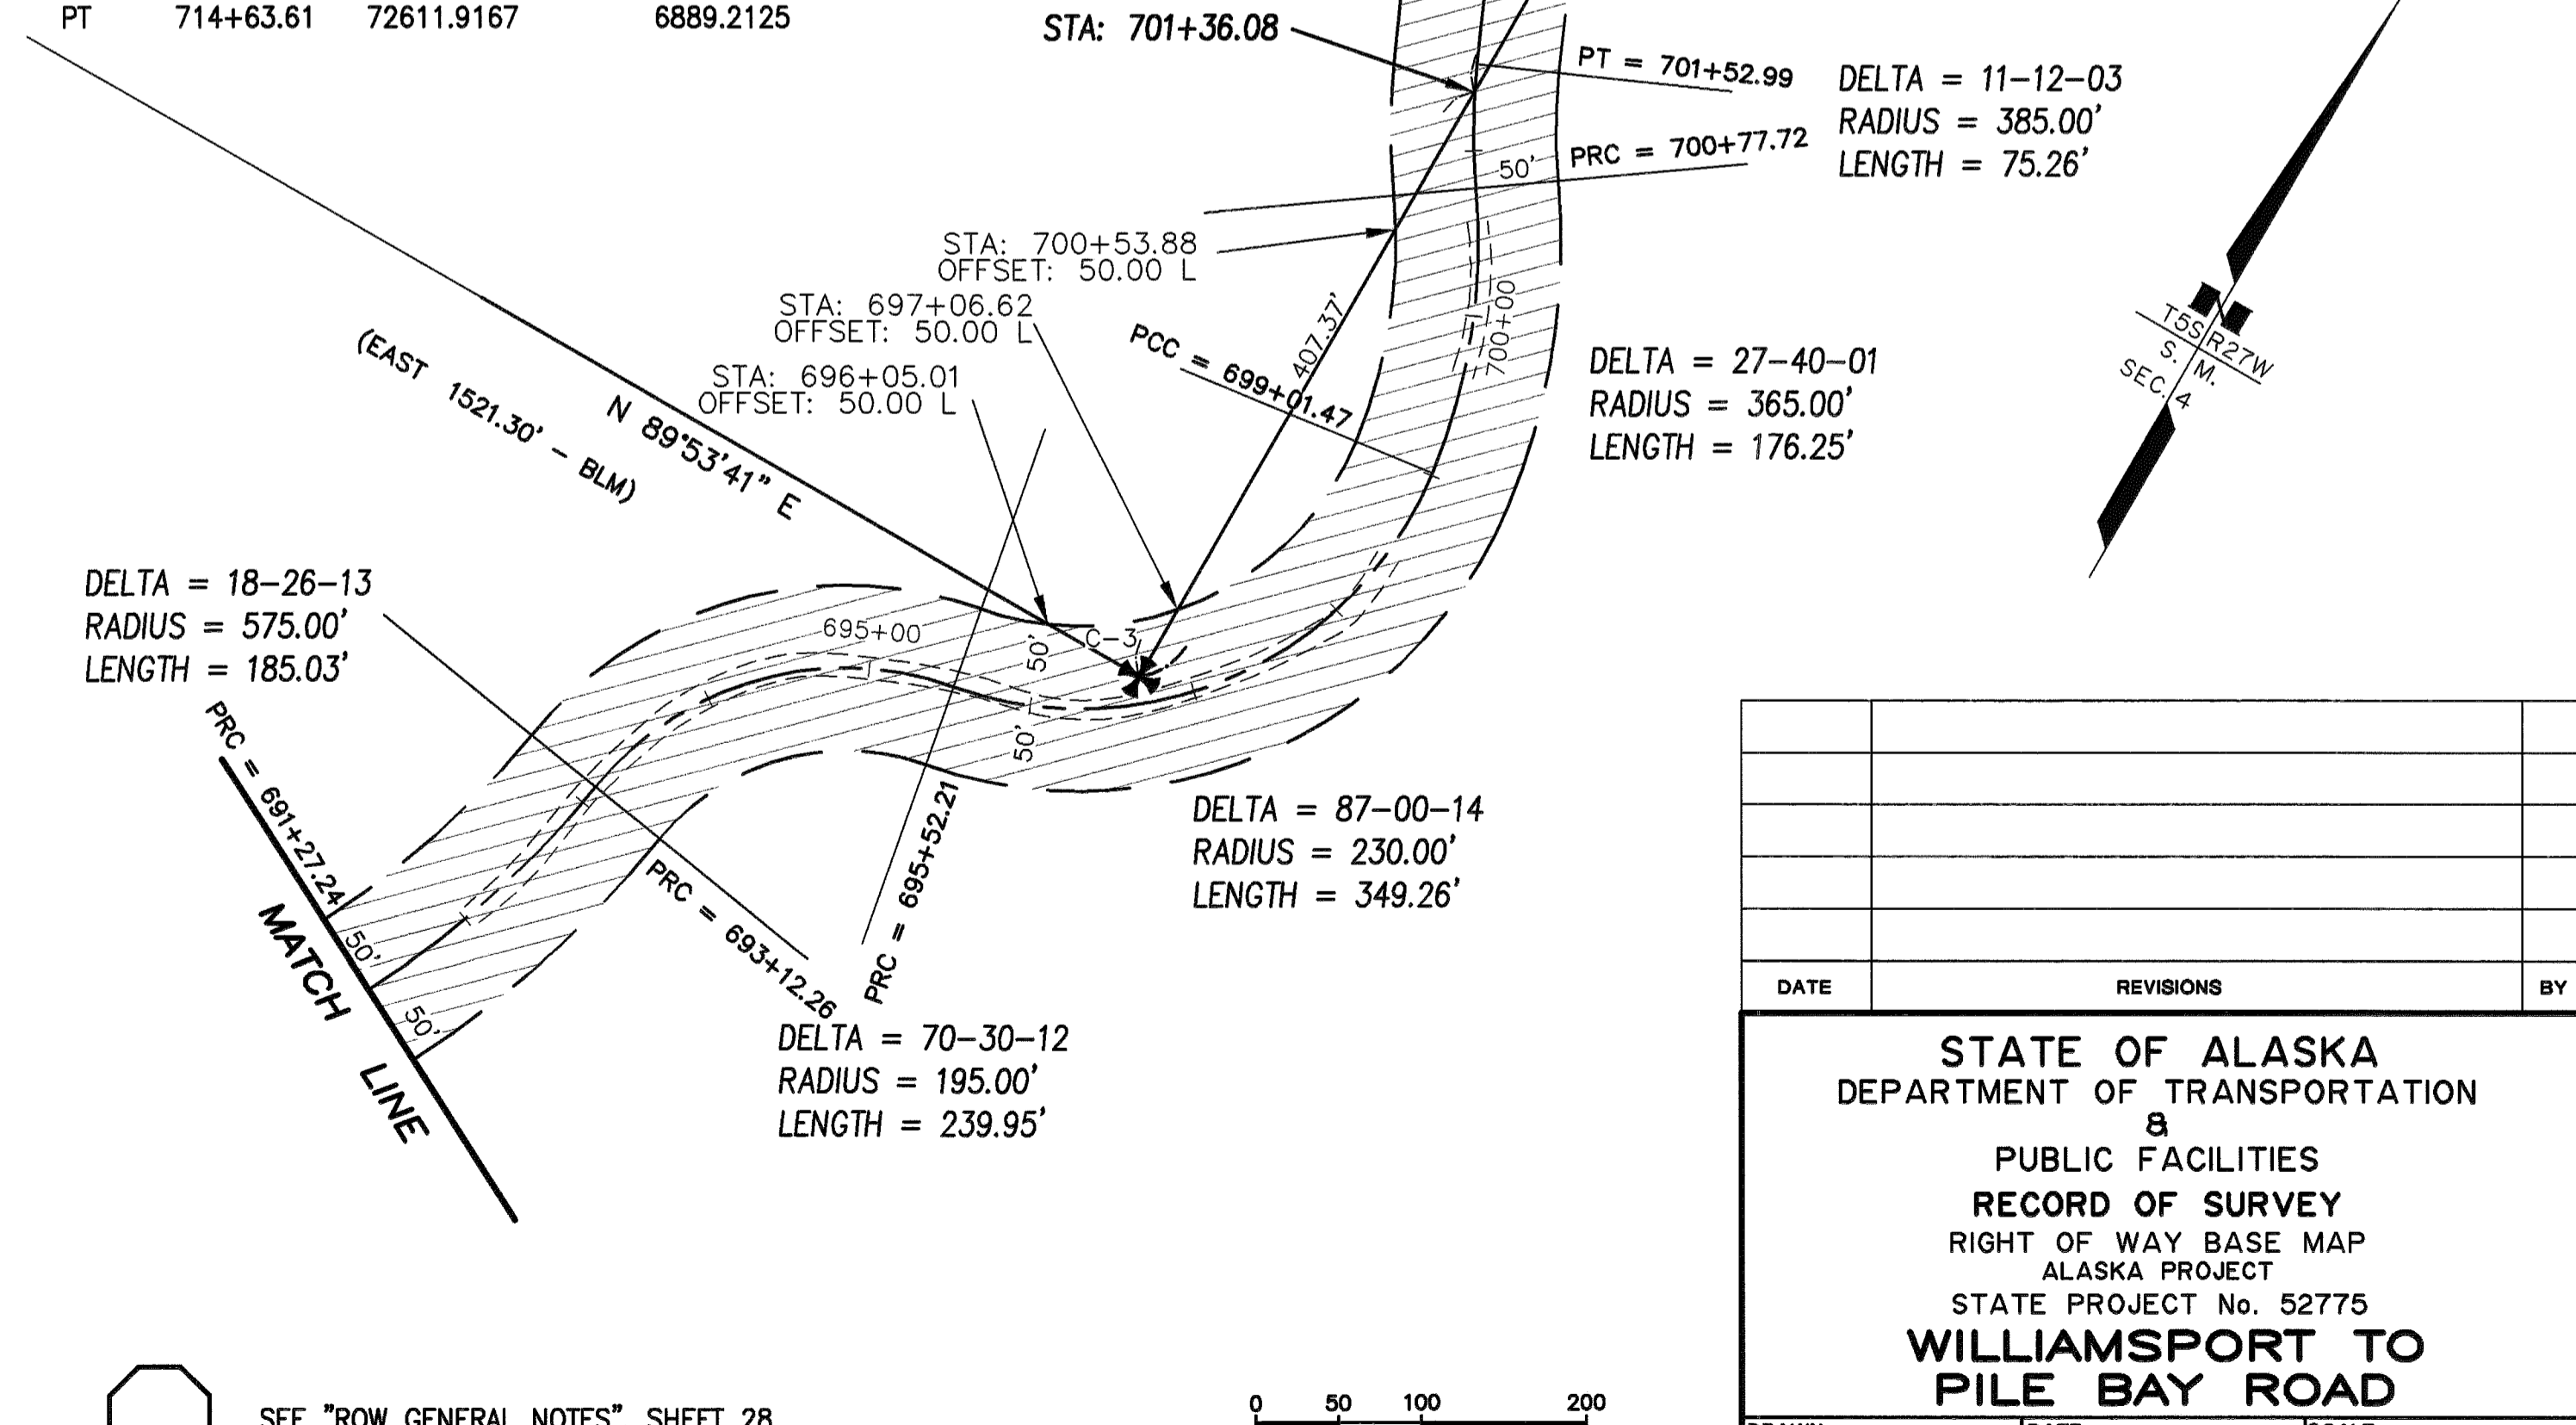 PT 714+63.61 72611.9167 6889.2125
STA: 701+36.08
PT = 701+52.99
DELTA = 11-12-03
RADIUS = 385.00'
LENGTH = 75.26'
PRC = 700+77.72
50'
STA: 700+53.88
OFFSET: 50.00 L
STA: 697+06.62
OFFSET: 50.00 L
STA: 696+05.01
OFFSET: 50.00 L
407.37'
PCC = 699+01.47
700+00
DELTA = 27-40-01
RADIUS = 365.00'
LENGTH = 176.25'
T5S R27W
S. M.
SEC. 4
N 89°53'41" E
(EAST 1521.30' - BLM)
DELTA = 18-26-13
RADIUS = 575.00'
LENGTH = 185.03'
695+00
50'
C-3
50'
PRC = 691+27.24
MATCH LINE
50'
50'
PRC = 693+12.26
PRC = 695+52.21
DELTA = 87-00-14
RADIUS = 230.00'
LENGTH = 349.26'
DELTA = 70-30-12
RADIUS = 195.00'
LENGTH = 239.95'
DATE REVISIONS BY
STATE OF ALASKA
DEPARTMENT OF TRANSPORTATION
&
PUBLIC FACILITIES
RECORD OF SURVEY
RIGHT OF WAY BASE MAP
ALASKA PROJECT
STATE PROJECT No. 52775
WILLIAMSPORT TO
PILE BAY ROAD
SEE "ROW GENERAL NOTES" SHEET 28
0 50 100 200